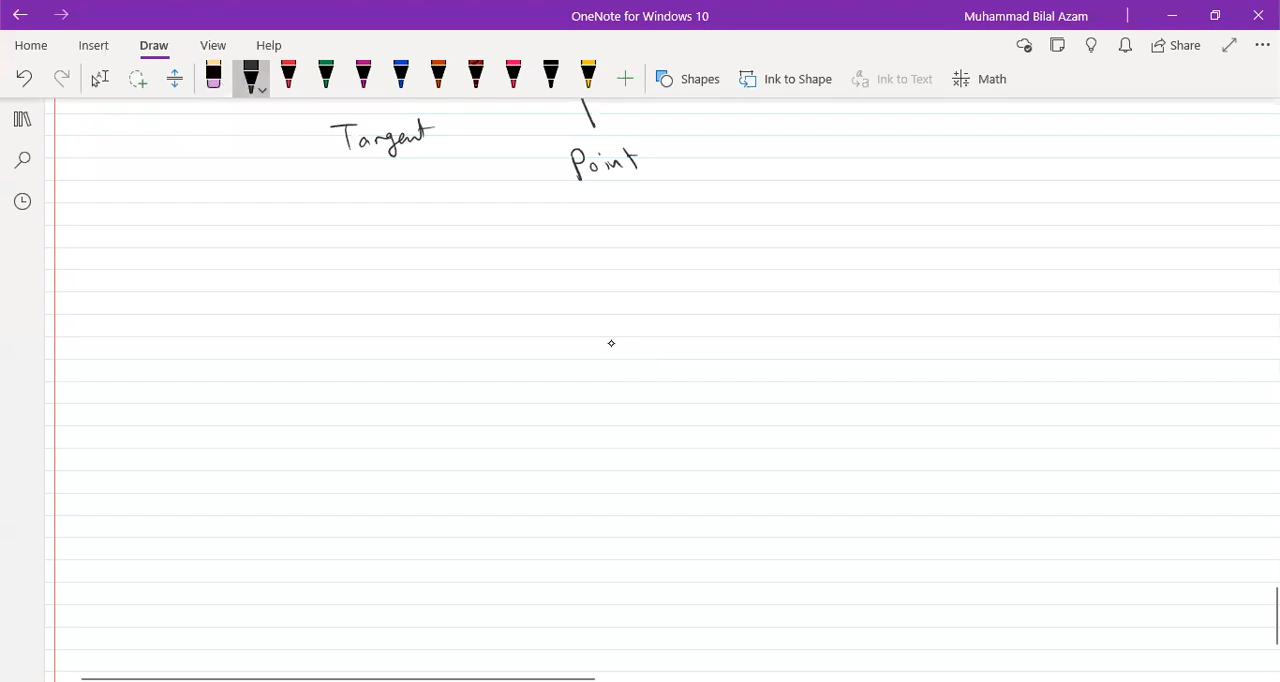 OneNote for Windows 10
Muhammad Bilal Azam
Home Insert Draw View Help
Share
Shapes Ink to Shape Ink to Text Math
Tangent
Point